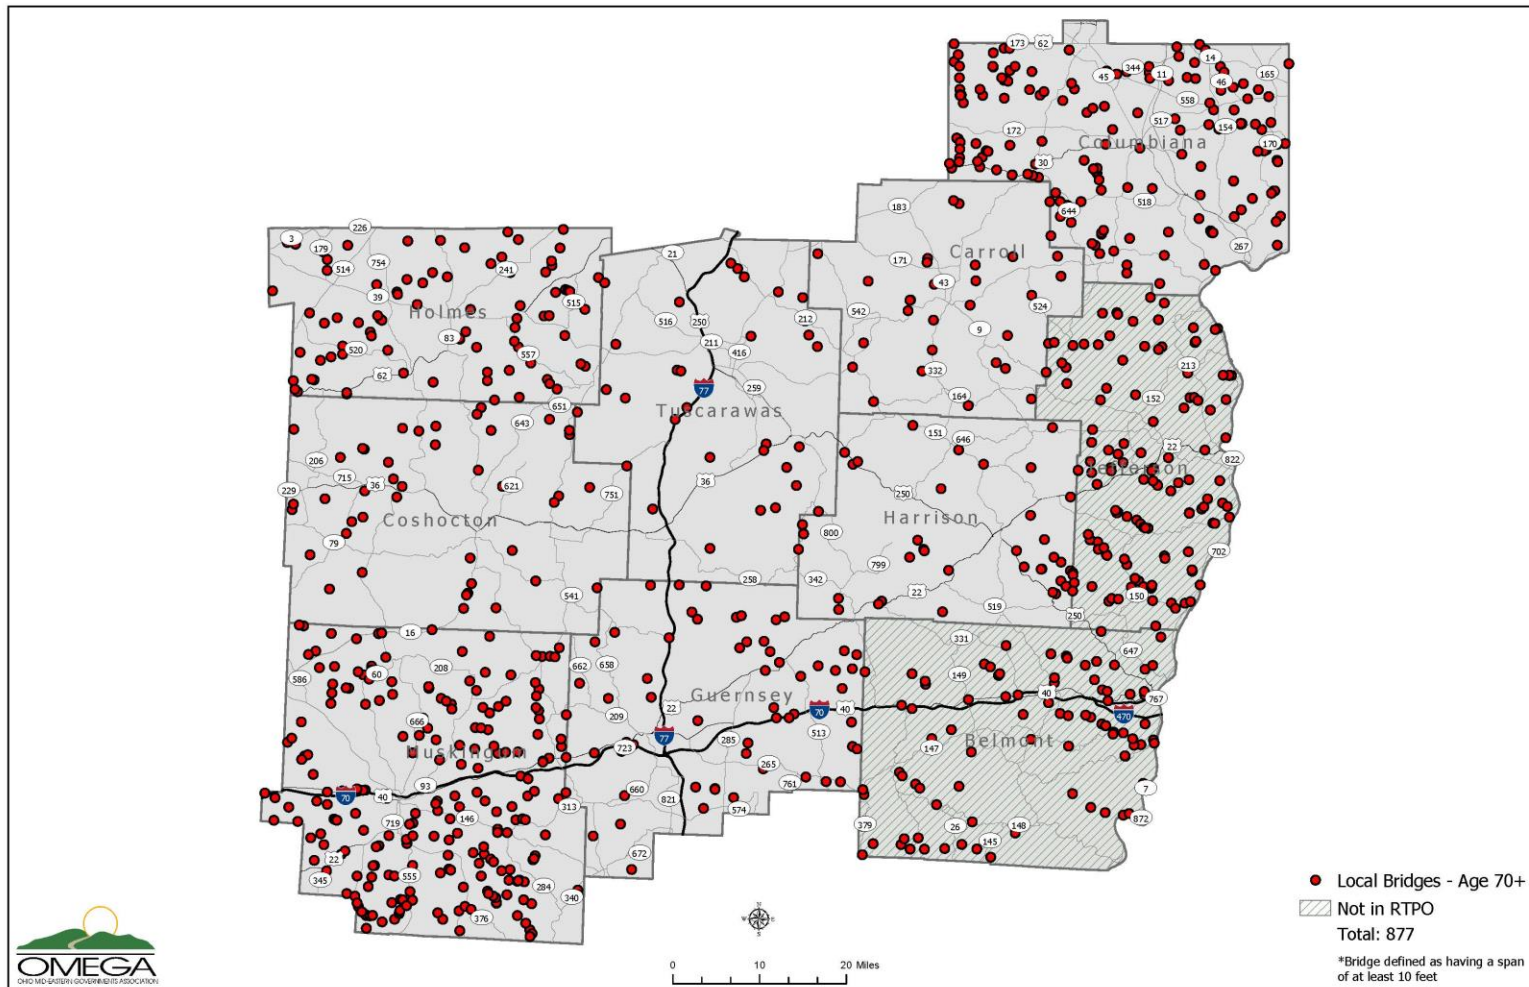 173 62 14
344 11 165
45 46
558
517 154
172 Columbiana 170
30
183 518
644
226
3 179 267
21 Carroll
514 754 241 171
39 43
515 524
Holmes 516 250 212 542
83 211 9
520 557 416 213
62 332
77 259 164 152
651 Tuscarawas
643 151 646 22
206 822
715 Jefferson
36 621 36
229 751 250
Coshocton Harrison
79 800 702
799
258 342 22 150
541 519
250
16 331 647
662 658
208 149
586 60
Guernsey 40 767
209 22 70 40 470
666 513
77 285 Belmont
Muskingum 723 147
265
93 761 7
70 40 660
313 821 574
719 146 379 26 148 872
22 672 145
345 555 284
340
376
Local Bridges - Age 70+
Not in RTPO
Total: 877
*Bridge defined as having a span
of at least 10 feet
OMEGA
OHIO MID-EASTERN GOVERNMENTS ASSOCIATION
N
W E
S
0 10 20 Miles